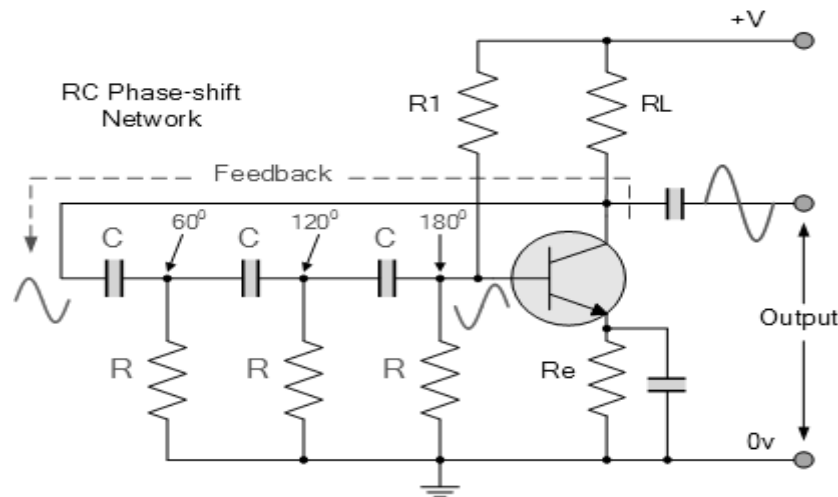 +V
RC Phase-shift
Network
R1
RL
Feedback
C
60⁰
C
120⁰
C
180⁰
Output
R
R
R
Re
0v